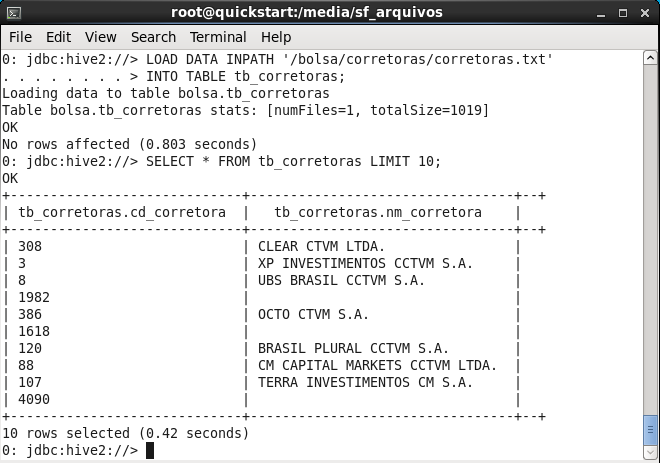 root@quickstart:/media/sf_arquivos
File Edit View Search Terminal Help
0: jdbc:hive2://> LOAD DATA INPATH '/bolsa/corretoras/corretoras.txt'
. . . . . . . . > INTO TABLE tb_corretoras;
Loading data to table bolsa.tb_corretoras
Table bolsa.tb_corretoras stats: [numFiles=1, totalSize=1019]
OK
No rows affected (0.803 seconds)
0: jdbc:hive2://> SELECT * FROM tb_corretoras LIMIT 10;
OK
+----------------------------+--------------------------------+--+
| tb_corretoras.cd_corretora  |   tb_corretoras.nm_corretora    |
+----------------------------+--------------------------------+--+
| 308                        | CLEAR CTVM LTDA.               |
| 3                          | XP INVESTIMENTOS CCTVM S.A.    |
| 8                          | UBS BRASIL CCTVM S.A.          |
| 1982                       |                                |
| 386                        | OCTO CTVM S.A.                 |
| 1618                       |                                |
| 120                        | BRASIL PLURAL CCTVM S.A.       |
| 88                         | CM CAPITAL MARKETS CCTVM LTDA. |
| 107                        | TERRA INVESTIMENTOS CM S.A.    |
| 4090                       |                                |
+----------------------------+--------------------------------+--+
10 rows selected (0.42 seconds)
0: jdbc:hive2://>